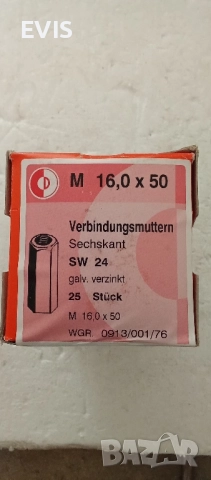 EVIS
M 16,0 x 50
Verbindungsmuttern
Sechskant
SW 24
galv. verzinkt
25 Stück
M 16,0 x 50
WGR. 0913/001/76
BAZAR